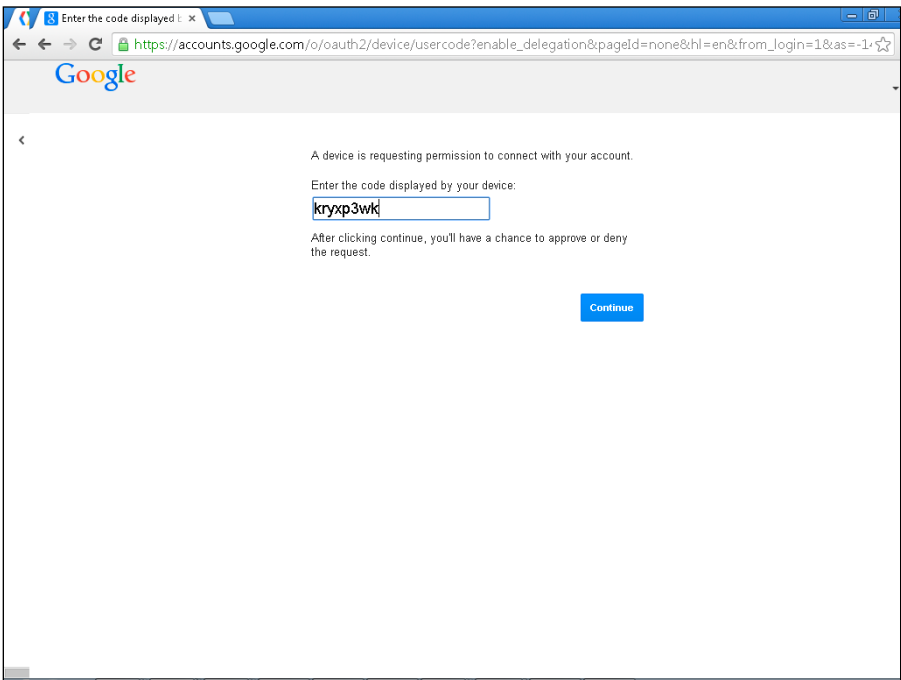 Enter the code displayed b
https://accounts.google.com/o/oauth2/device/usercode?enable_delegation&pageId=none&hl=en&from_login=1&as=-1
Google
A device is requesting permission to connect with your account.
Enter the code displayed by your device:
kryxp3wk
After clicking continue, you'll have a chance to approve or deny
the request.
Continue